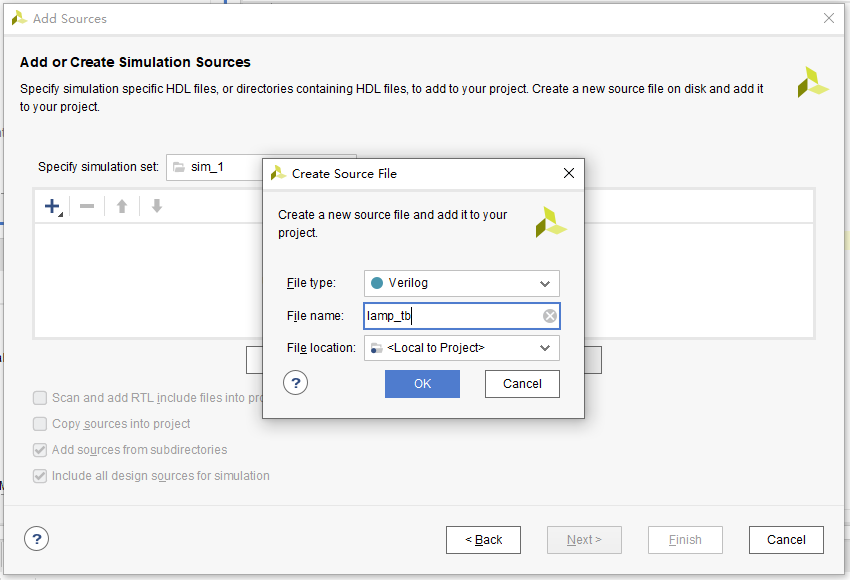 Add Sources
Add or Create Simulation Sources
Specify simulation specific HDL files, or directories containing HDL files, to add to your project. Create a new source file on disk and add it
to your project.
Specify simulation set:
sim_1
Create Source File
Create a new source file and add it to your
project.
File type:
Verilog
File name:
lamp_tb
File location:
<Local to Project>
?
OK
Cancel
Scan and add RTL include files into pro
Copy sources into project
Add sources from subdirectories
Include all design sources for simulation
?
< Back
Next >
Finish
Cancel